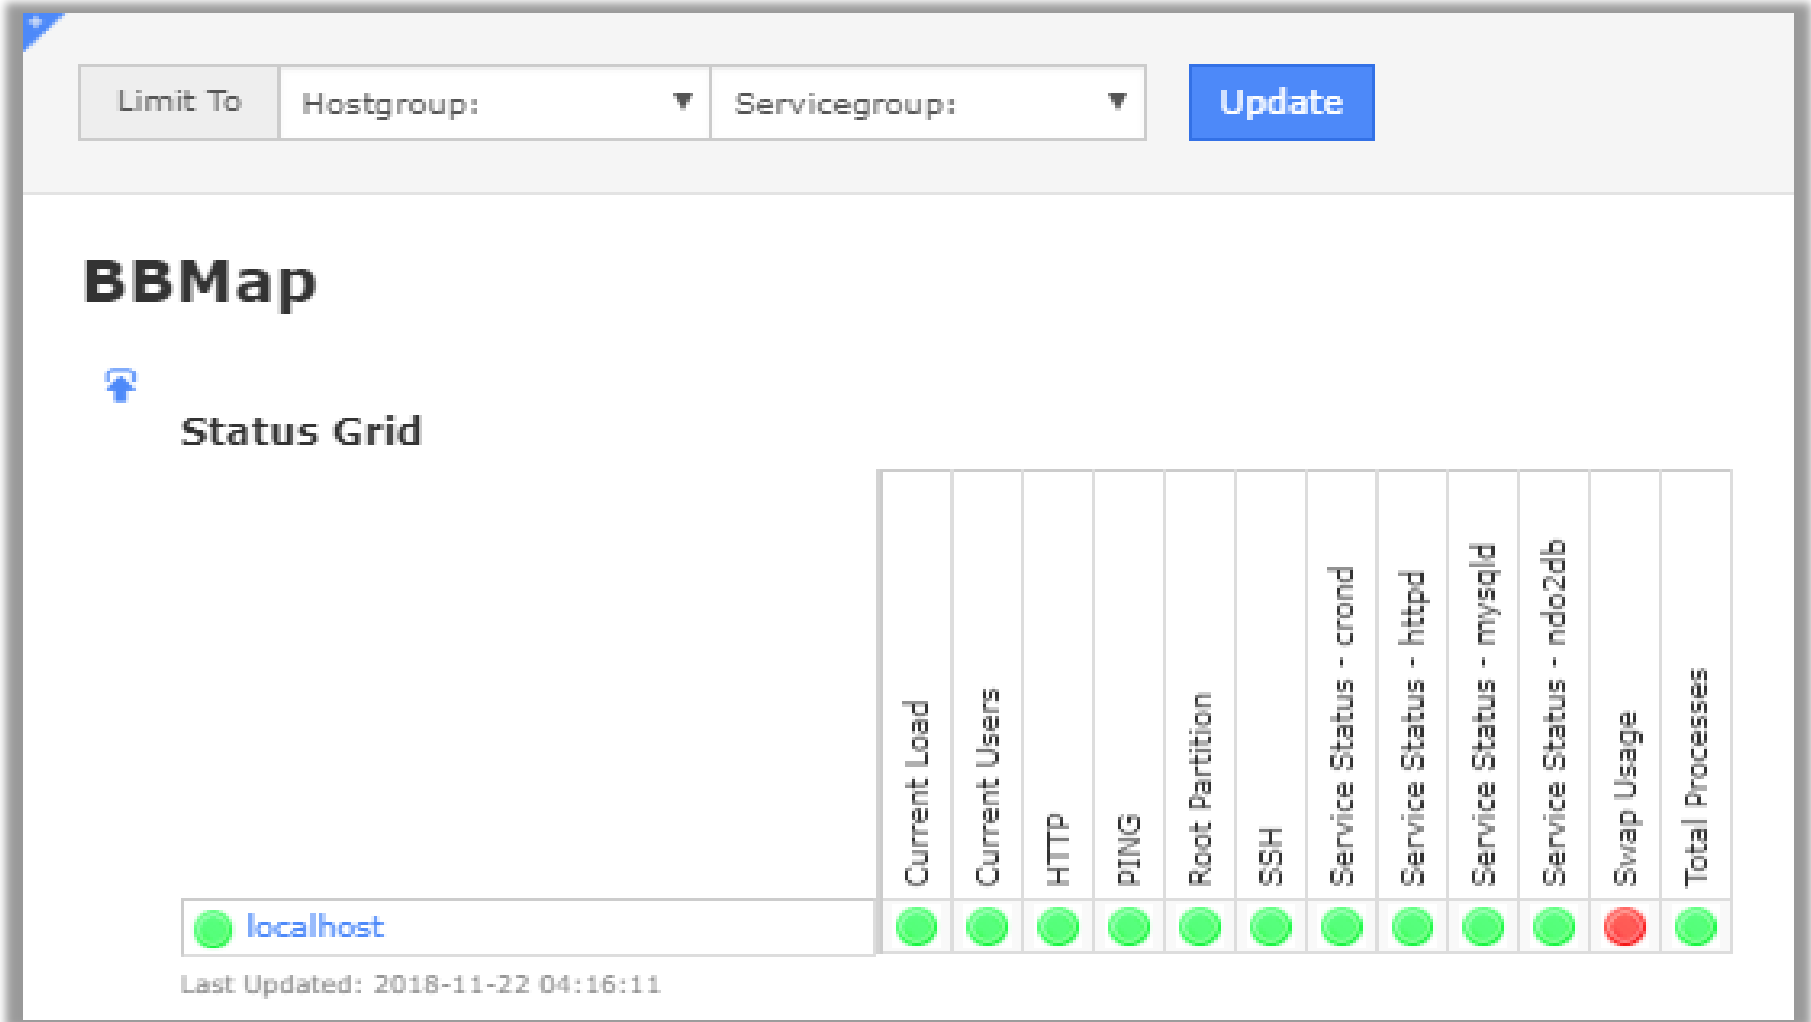 Limit To Hostgroup: Servicegroup: Update
BBMap
Status Grid
Current Load
Current Users
HTTP
PING
Root Partition
SSH
Service Status - crond
Service Status - httpd
Service Status - mysqld
Service Status - ndo2db
Swap Usage
Total Processes
localhost
Last Updated: 2018-11-22 04:16:11